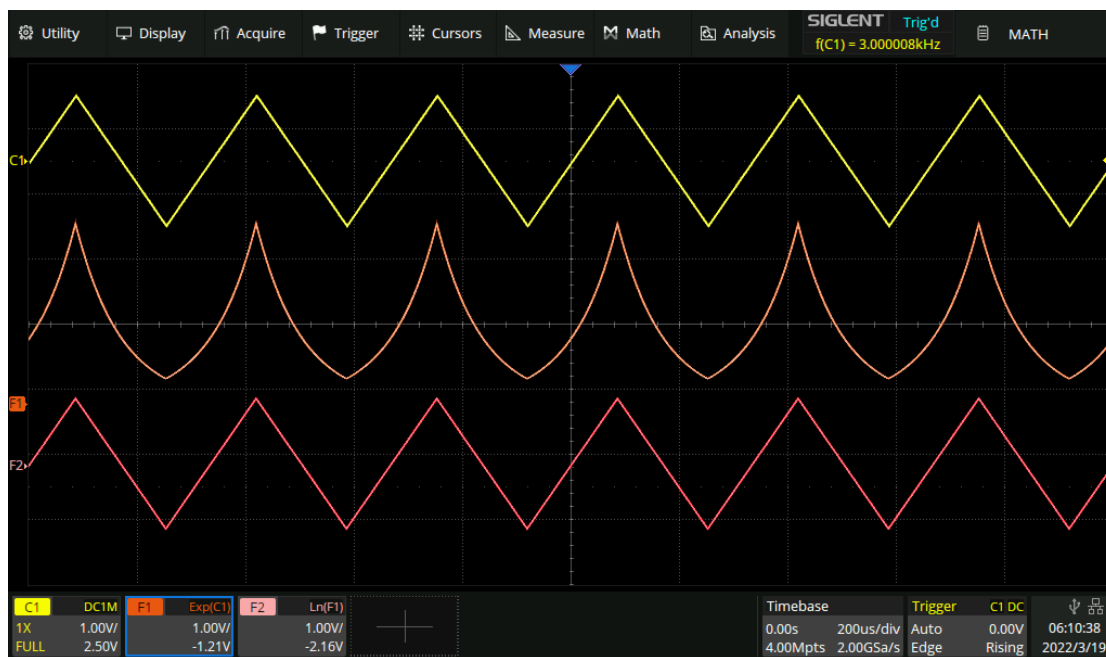 Utility Display Acquire Trigger Cursors Measure Math Analysis SIGLENT Trig'd MATH
f(C1) = 3.000008kHz
C1
F1
F2
C1 DC1M F1 Exp(C1) F2 Ln(F1) Timebase Trigger C1 DC
1X 1.00V/ 1.00V/ 1.00V/ 0.00s 200us/div Auto 0.00V 06:10:38
FULL 2.50V -1.21V -2.16V 4.00Mpts 2.00GSa/s Edge Rising 2022/3/19